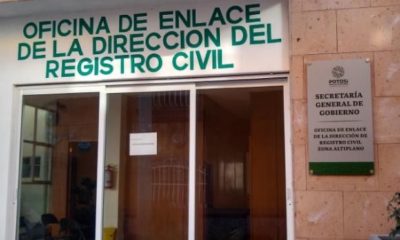 OFICINA DE ENLACE
DE LA DIRECCION DEL
REGISTRO CIVIL
POTOSÍ
SECRETARÍA
GENERAL DE
GOBIERNO
OFICINA DE ENLACE
DE LA DIRECCIÓN DE
REGISTRO CIVIL
ZONA ALTIPLANO